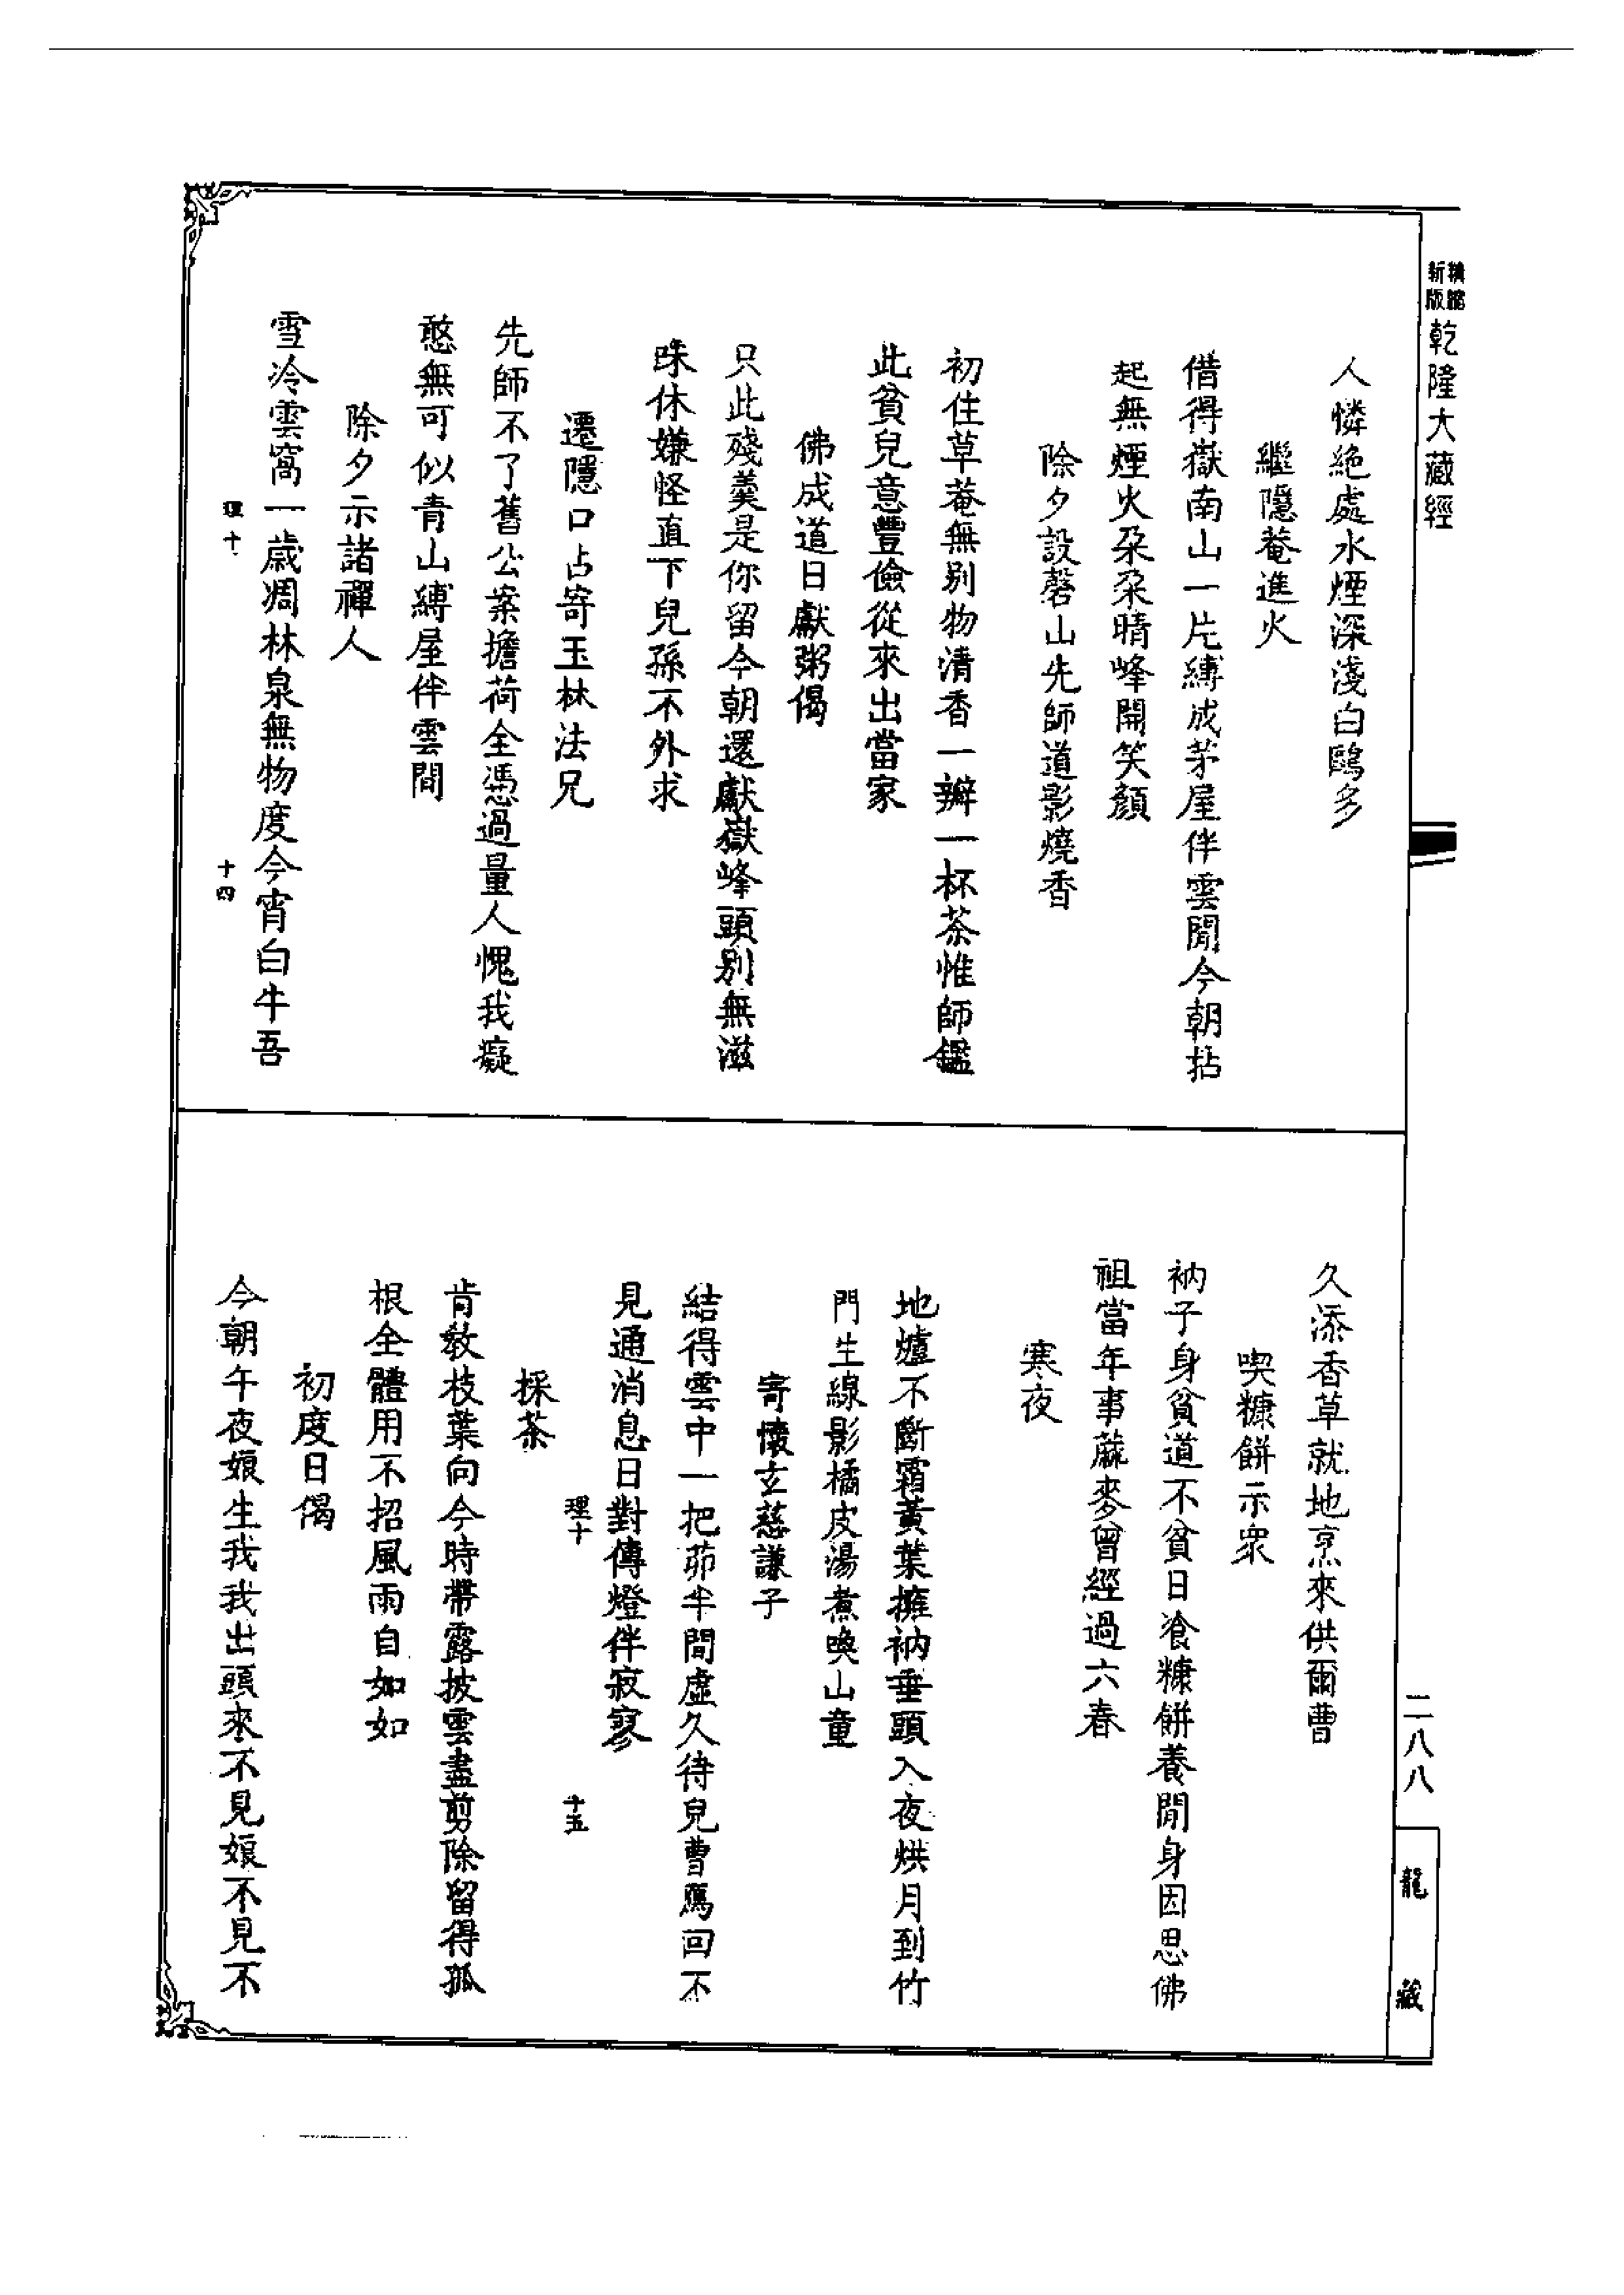 精縮
新版
乾隆大藏經
人憐絶處水煙深淺白鷗多
繼隱菴進火
借得嶽南山一片縛成茅屋伴雲閒今朝拈
起無煙火朶朶晴峰開笑顏
除夕設磬山先師道影燒香
初住草菴無别物清香一瓣一杯茶惟師鑑
此貧兒意豐儉從來出當家
佛成道日獻粥偈
只此殘羹是你留今朝還獻嶽峰頭别無滋
味休嫌怪直下兒孫不外求
遷隱口占寄玉林法兄
先師不了舊公案擔荷全憑過量人愧我癡
憨無可似青山縛屋伴雲間
除夕示諸禪人
雪冷雲窩一歲凋林泉無物度今宵白牛吾
理十
十四
久添香草就地烹來供爾曹
喫糠餅示衆
衲子身貧道不貧日飡糠餅養閒身因思佛
祖當年事蔴麥曾經過六春
寒夜
地爐不斷霜黃葉擁衲垂頭入夜烘月到竹
門生線影橘皮湯煮喚山童
寄懷玄慈謙子
結得雲中一把茆半間虛久待兒曹鴈回不
見通消息日對傳燈伴寂寥
理十
十五
採茶
肯教枝葉向今時帶露披雲盡剪除留得孤
根全體用不招風雨自如如
初度日偈
今朝午夜娘生我我出頭來不見娘不見不
二八八
龍藏